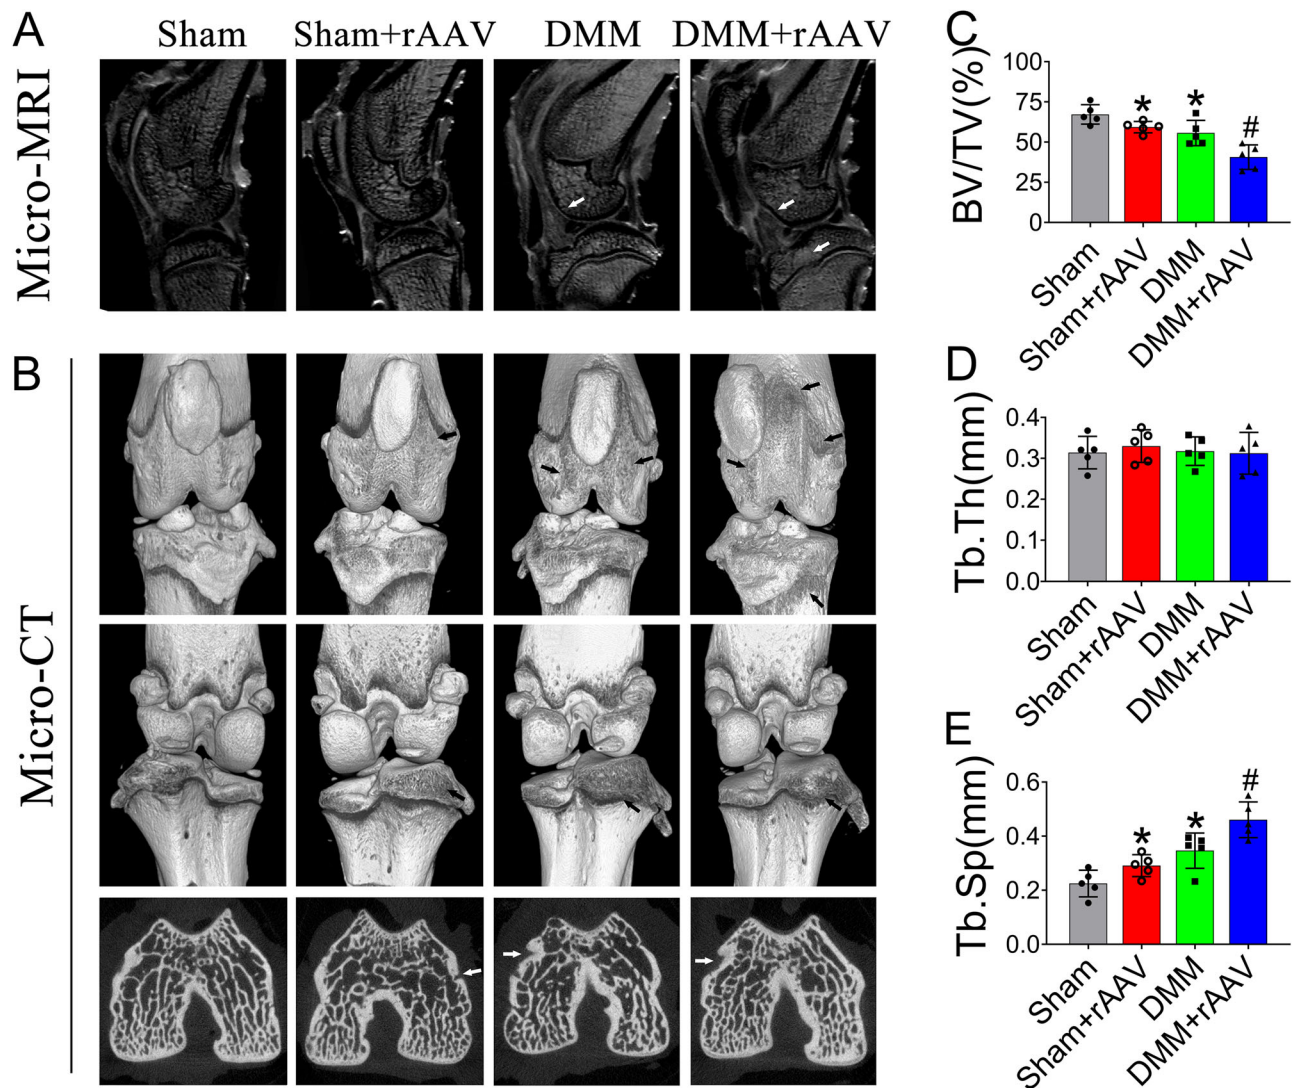 A
Sham
Sham+rAAV
DMM
DMM+rAAV
Micro-MRI
B
Micro-CT
C
BV/TV(%)
100
75
50
25
0
*
*
#
Sham
Sham+rAAV
DMM
DMM+rAAV
D
Tb.Th(mm)
0.4
0.3
0.2
0.1
0.0
Sham
Sham+rAAV
DMM
DMM+rAAV
E
Tb.Sp(mm)
0.6
0.4
0.2
0.0
*
*
#
Sham
Sham+rAAV
DMM
DMM+rAAV